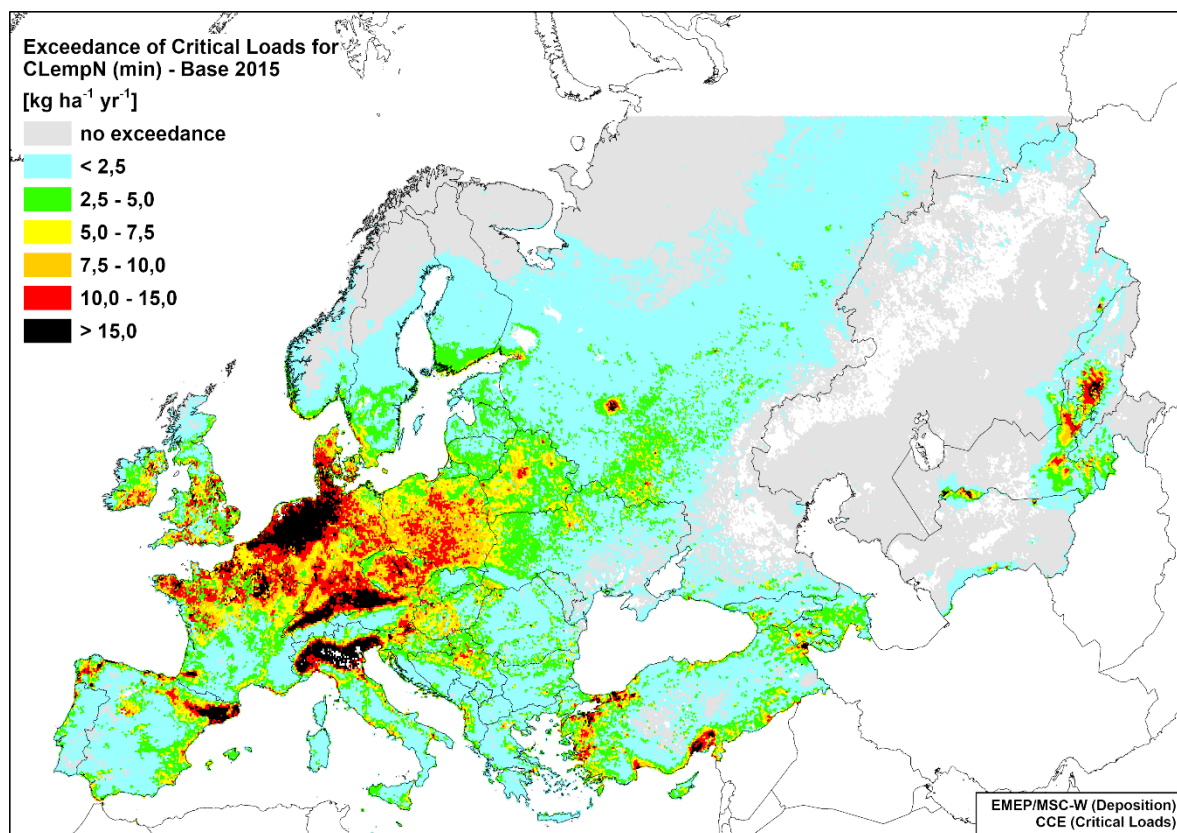 Exceedance of Critical Loads for
CLempN (min) - Base 2015
[kg ha⁻¹ yr⁻¹]
no exceedance
< 2,5
2,5 - 5,0
5,0 - 7,5
7,5 - 10,0
10,0 - 15,0
> 15,0
EMEP/MSC-W (Deposition)
CCE (Critical Loads)